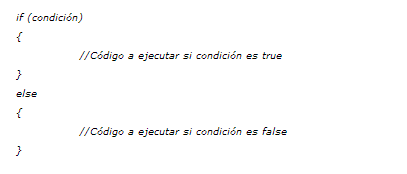 if (condición)
{
//Código a ejecutar si condición es true
}
else
{
//Código a ejecutar si condición es false
}